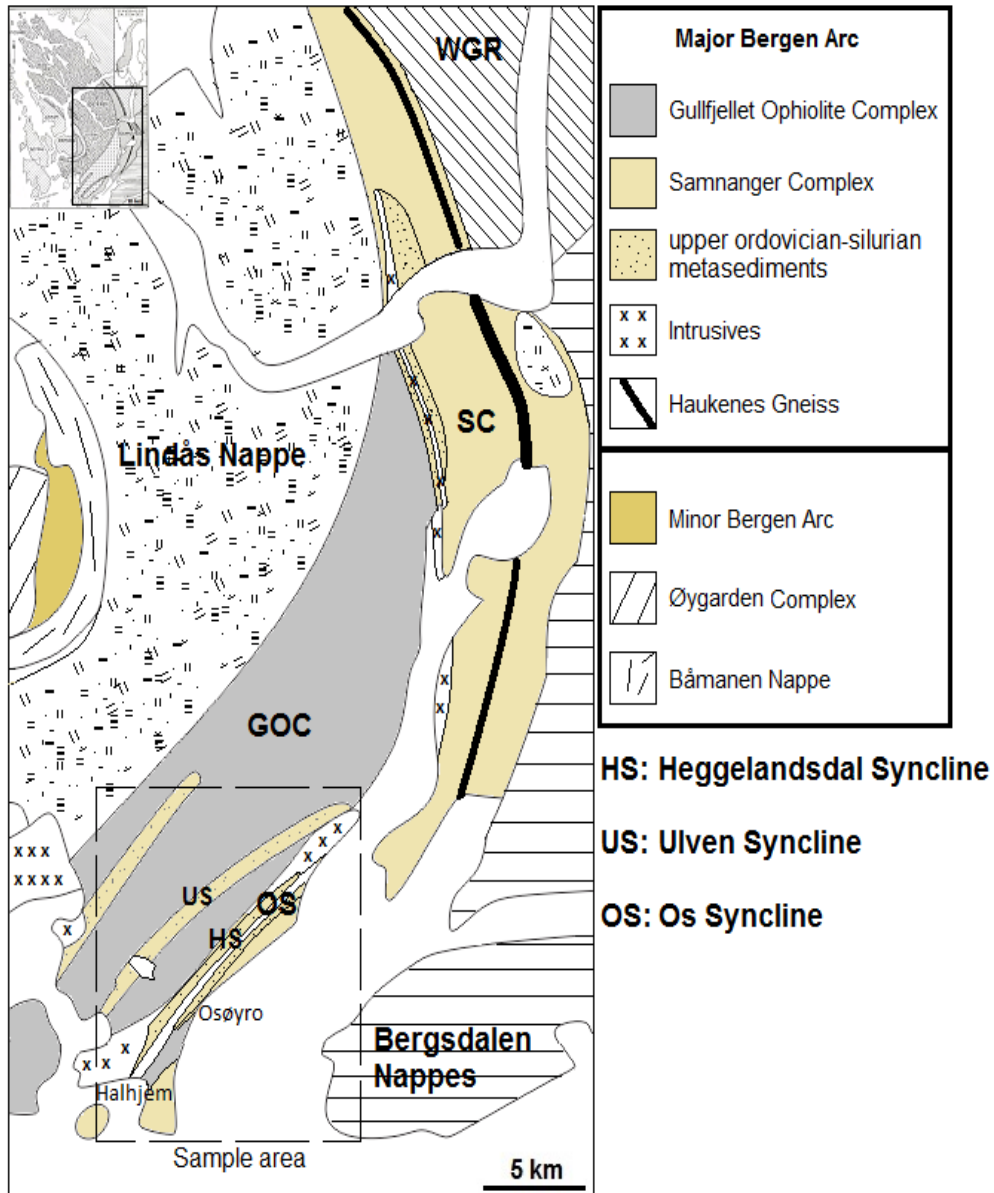 WGR
Lindås Nappe
SC
GOC
US
OS
HS
Osøyro
Halhjem
Bergsdalen
Nappes
Sample area
5 km
Major Bergen Arc
Gullfjellet Ophiolite Complex
Samnanger Complex
upper ordovician-silurian
metasediments
x x
x x
Intrusives
Haukenes Gneiss
Minor Bergen Arc
Øygarden Complex
Båmanen Nappe
HS: Heggelandsdal Syncline
US: Ulven Syncline
OS: Os Syncline